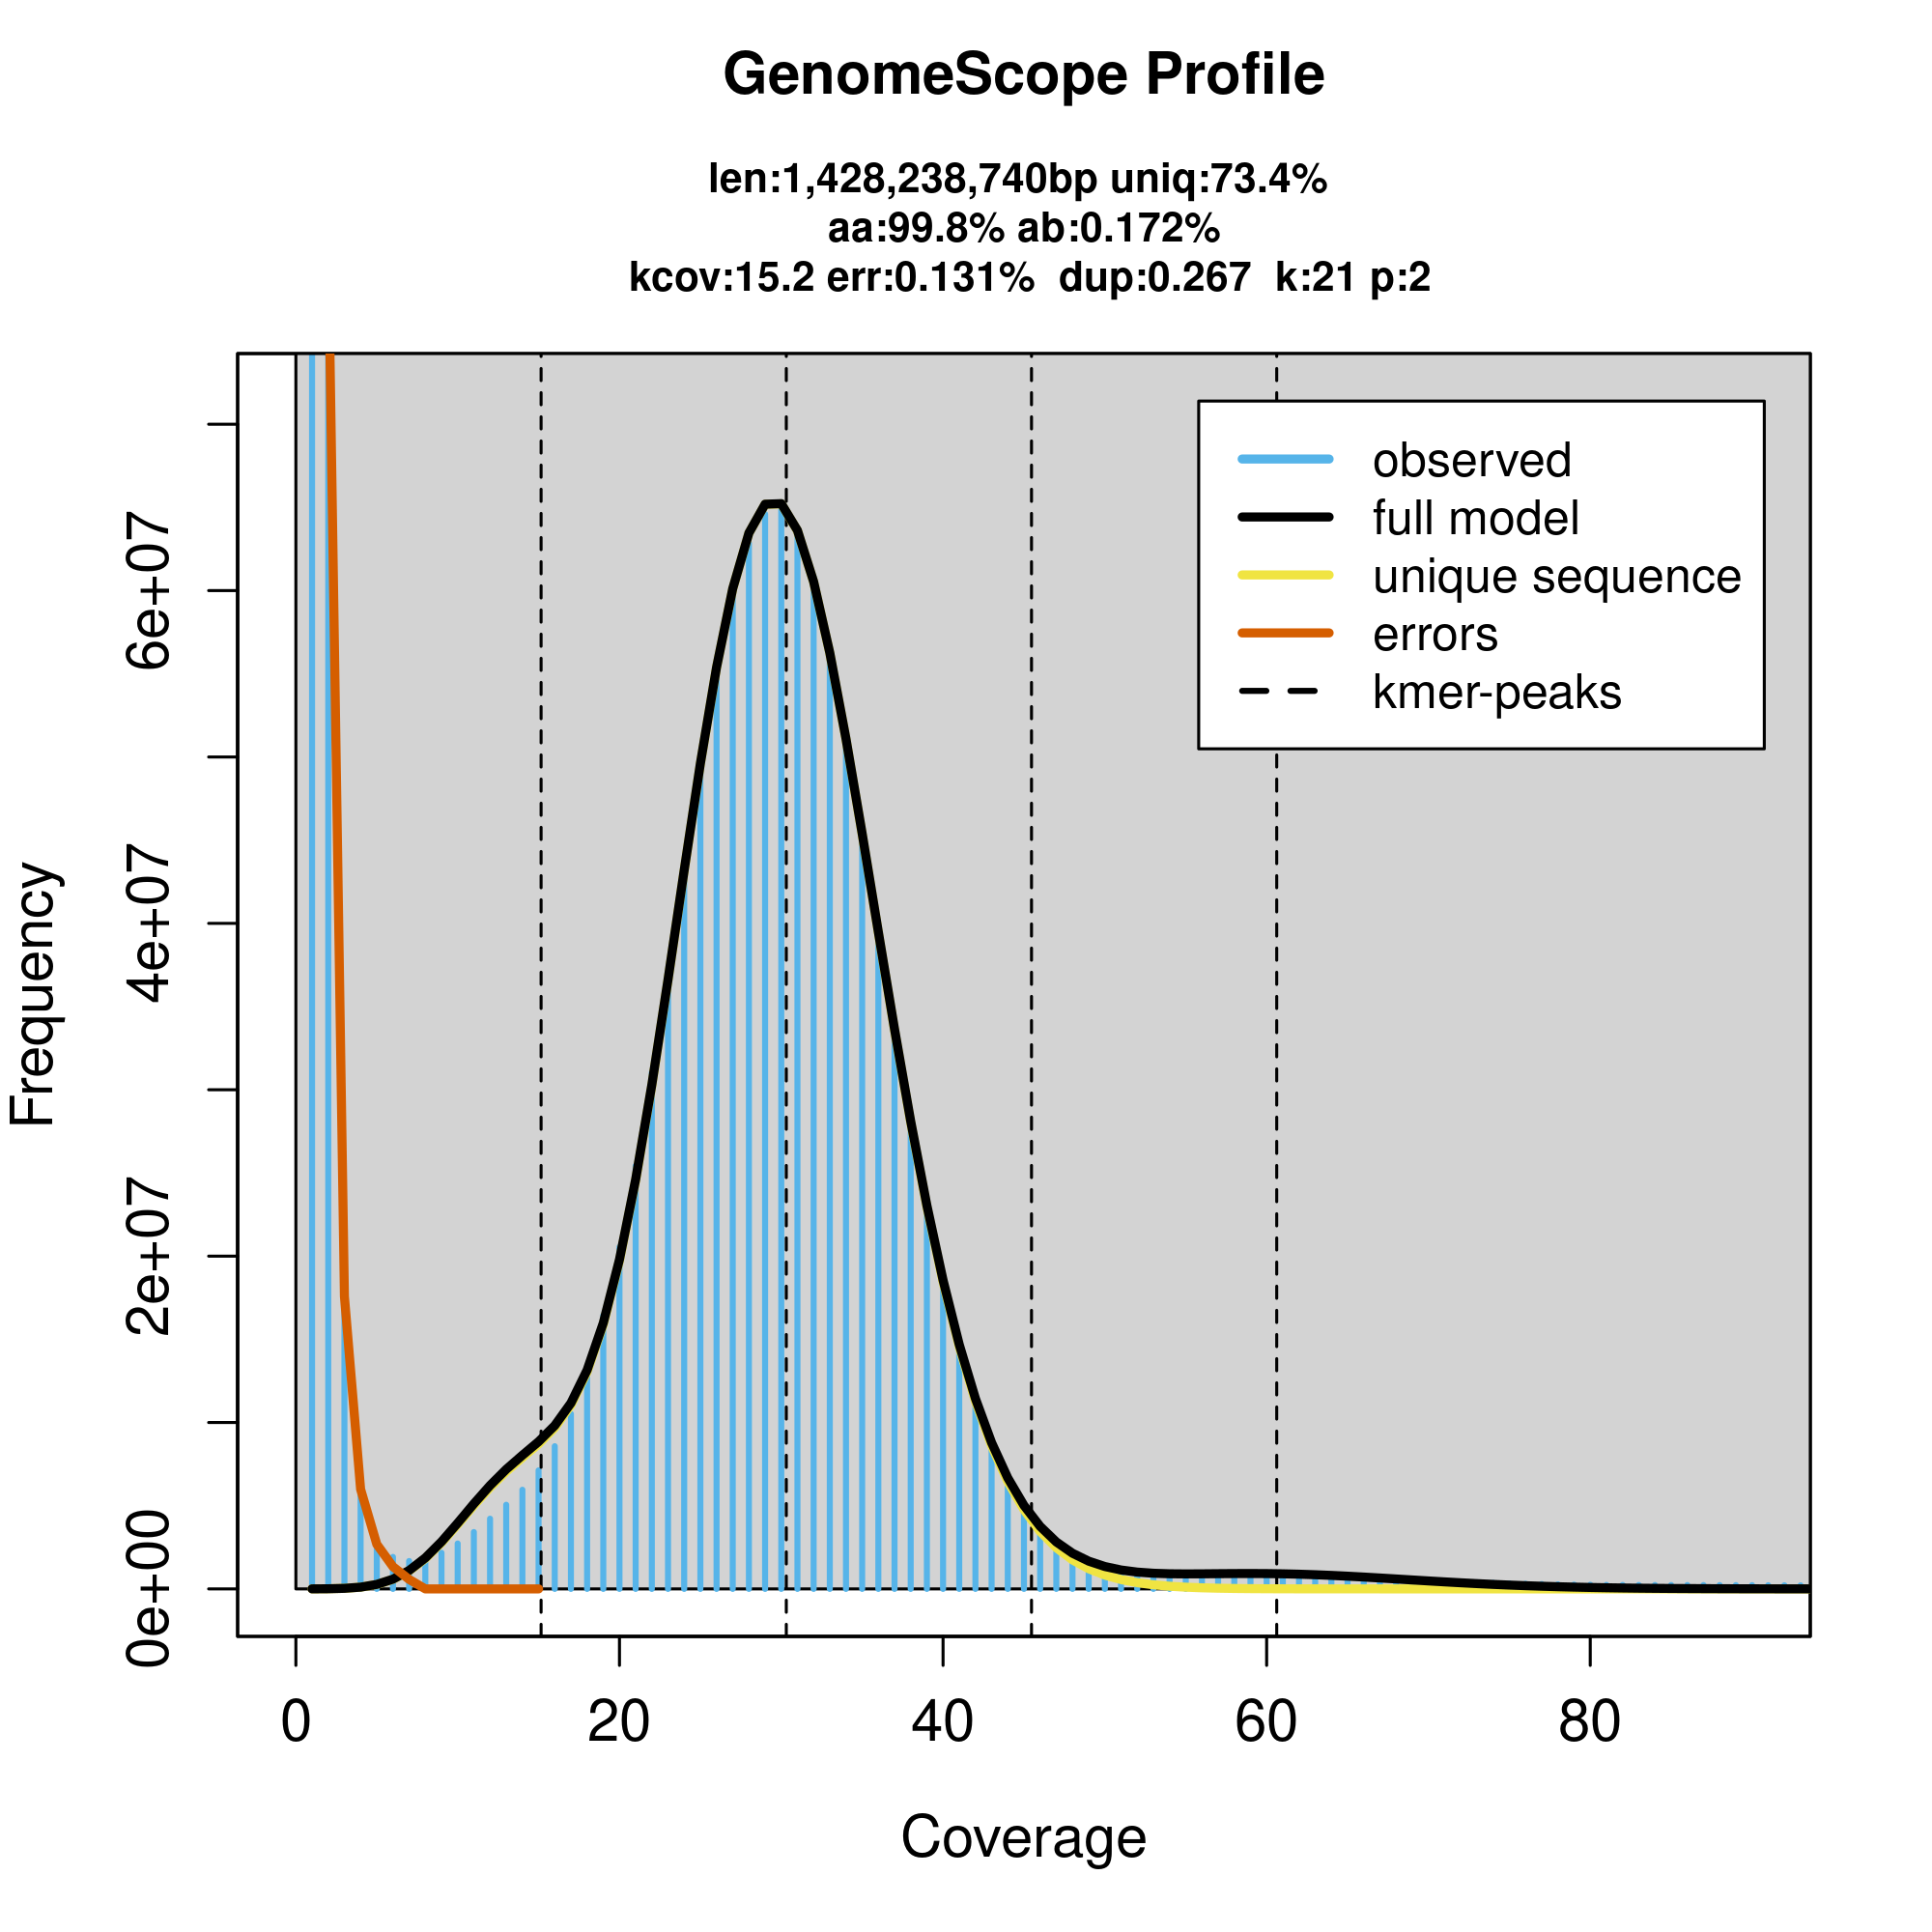 GenomeScope Profile
len:1,428,238,740bp uniq:73.4%
aa:99.8% ab:0.172%
kcov:15.2 err:0.131%  dup:0.267  k:21 p:2
observed
full model
unique sequence
errors
kmer-peaks
Frequency
6e+07
4e+07
2e+07
0e+00
0 20 40 60 80
Coverage